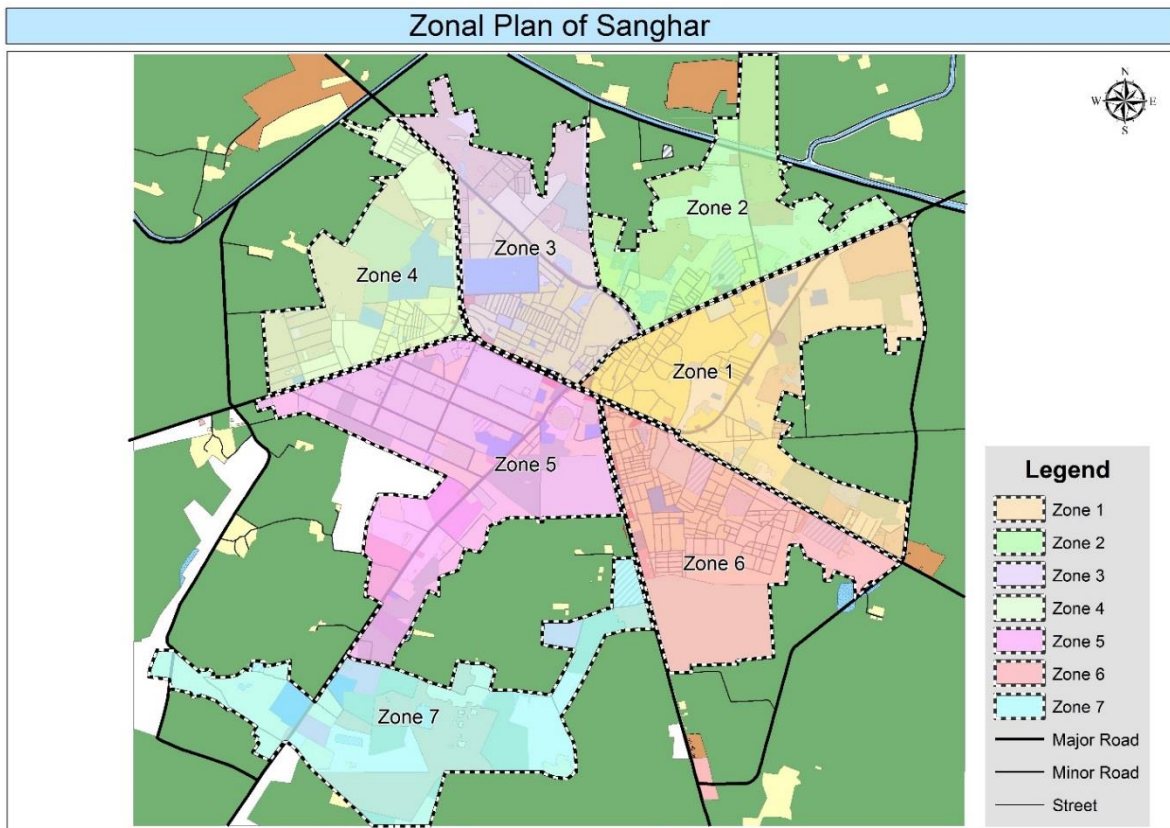 Zonal Plan of Sanghar
N
W E
S
Zone 2
Zone 3
Zone 4
Zone 1
Zone 5
Zone 6
Zone 7
Legend
Zone 1
Zone 2
Zone 3
Zone 4
Zone 5
Zone 6
Zone 7
Major Road
Minor Road
Street